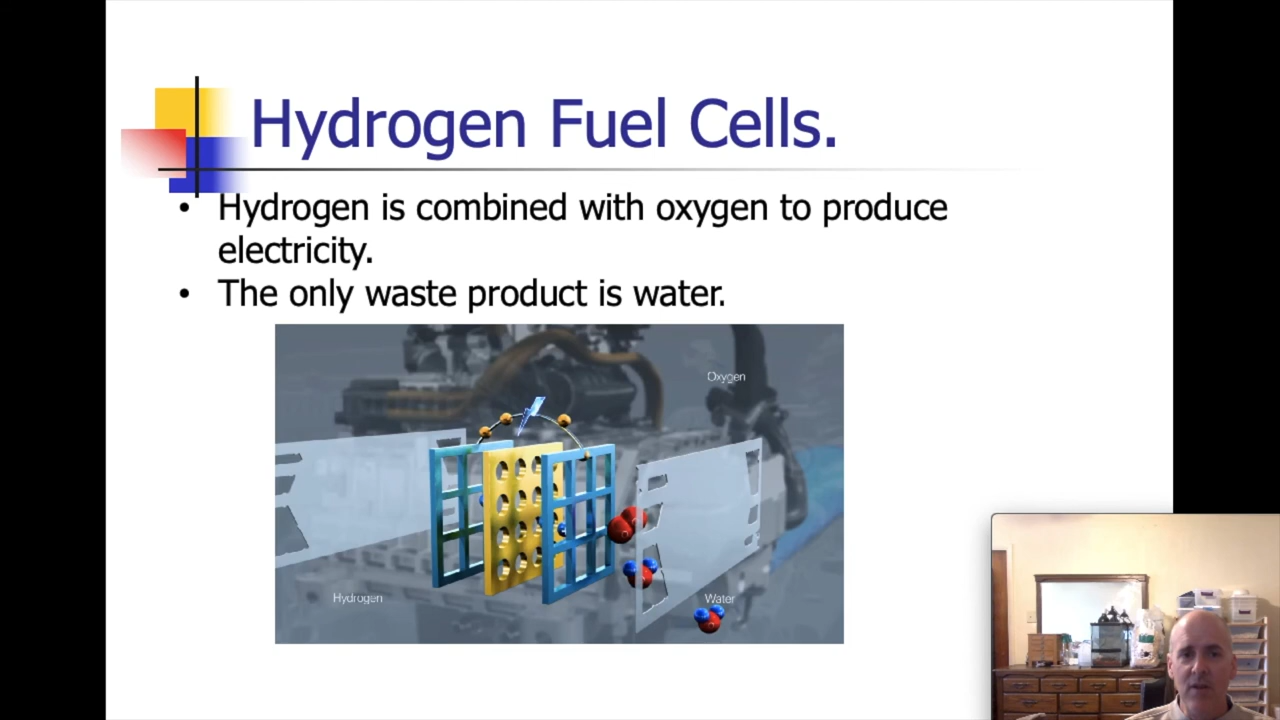 Hydrogen Fuel Cells.
• Hydrogen is combined with oxygen to produce
electricity.
• The only waste product is water.
Oxygen
Hydrogen
Water